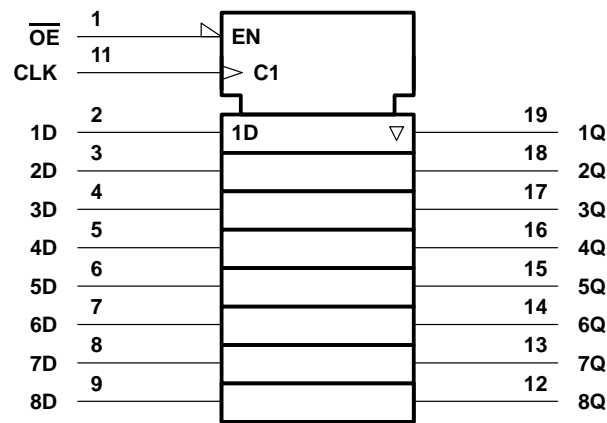 OE 1 EN
CLK 11 C1
1D 2 1D 19 1Q
2D 3 18 2Q
3D 4 17 3Q
4D 5 16 4Q
5D 6 15 5Q
6D 7 14 6Q
7D 8 13 7Q
8D 9 12 8Q